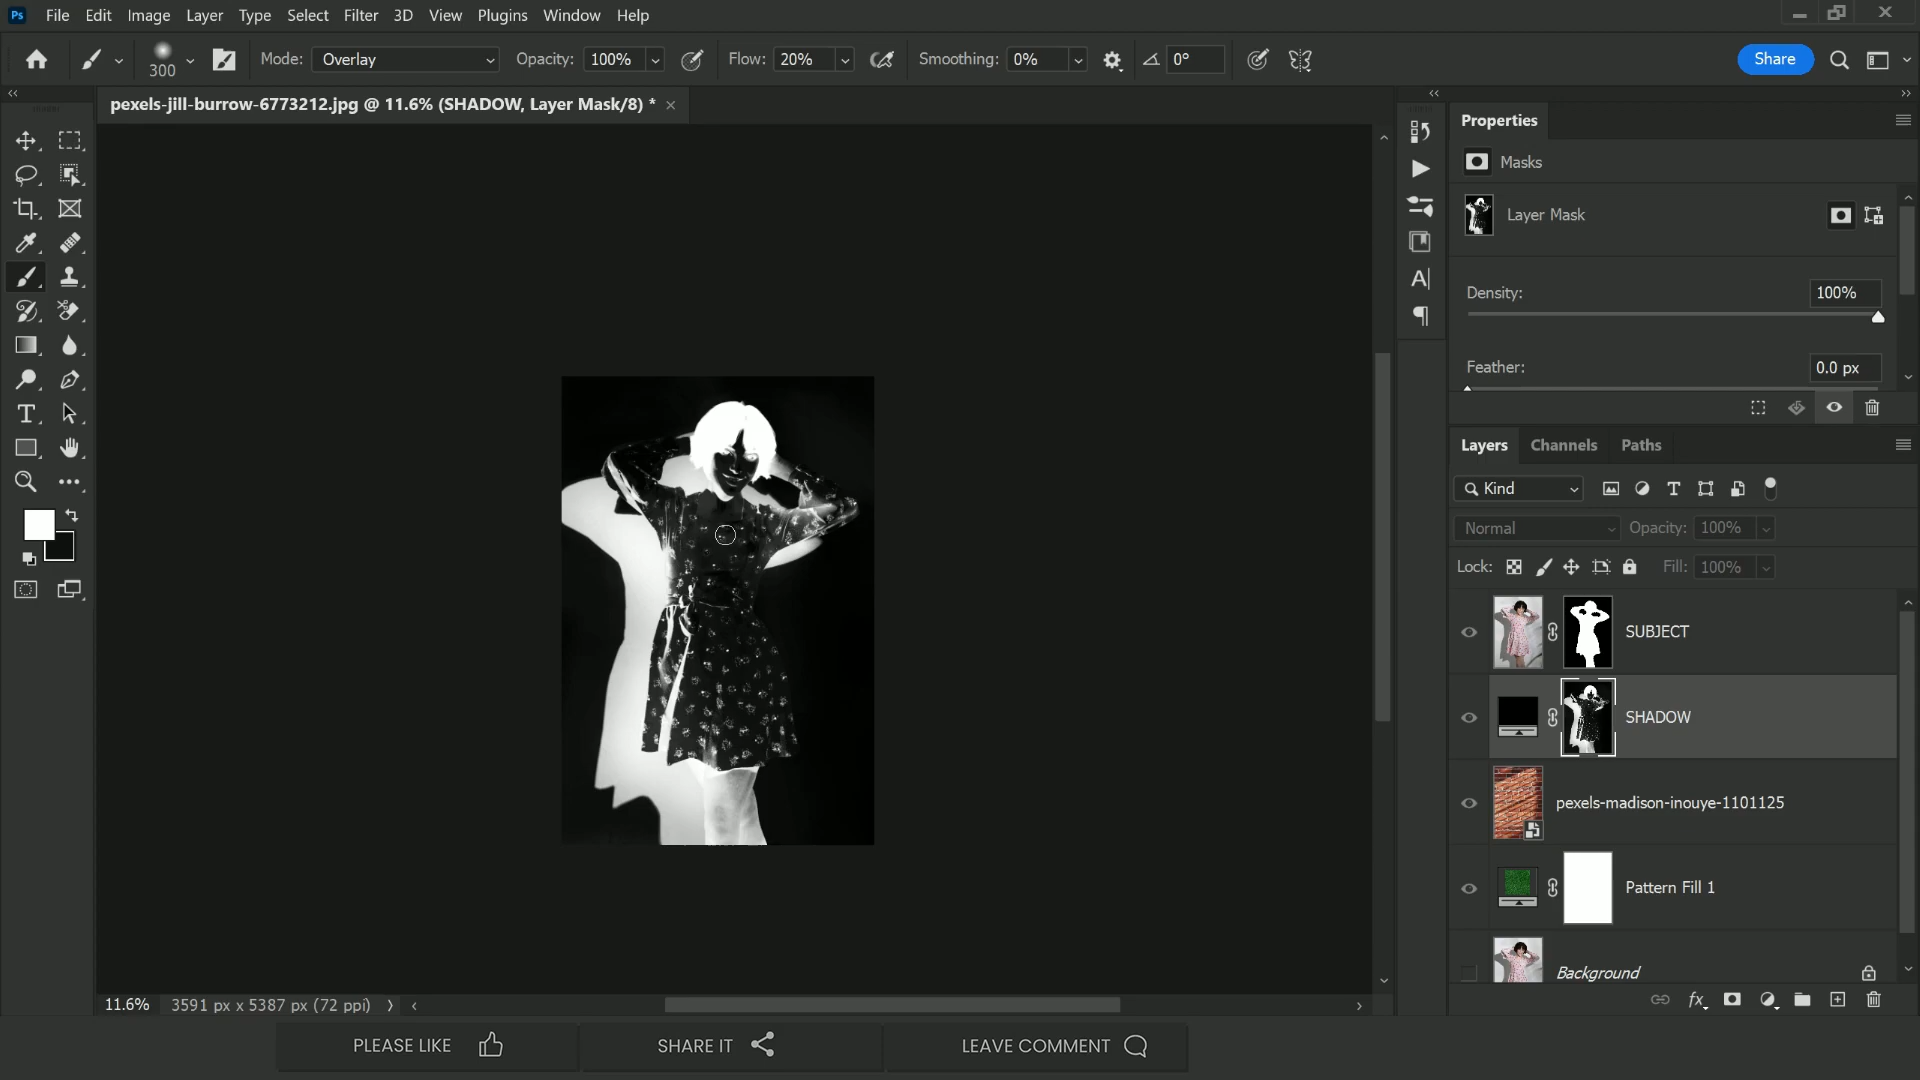 Ps File Edit Image Layer Type Select Filter 3D View Plugins Window Help
300 Mode: Overlay Opacity: 100% Flow: 20% Smoothing: 0% 0° Share
pexels-jill-burrow-6773212.jpg @ 11.6% (SHADOW, Layer Mask/8) *
Properties
Masks
Layer Mask
Density: 100%
Feather: 0.0 px
Layers Channels Paths
Kind
Normal Opacity: 100%
Lock: Fill: 100%
SUBJECT
SHADOW
pexels-madison-inouye-1101125
Pattern Fill 1
Background
11.6% 3591 px x 5387 px (72 ppi)
PLEASE LIKE SHARE IT LEAVE COMMENT